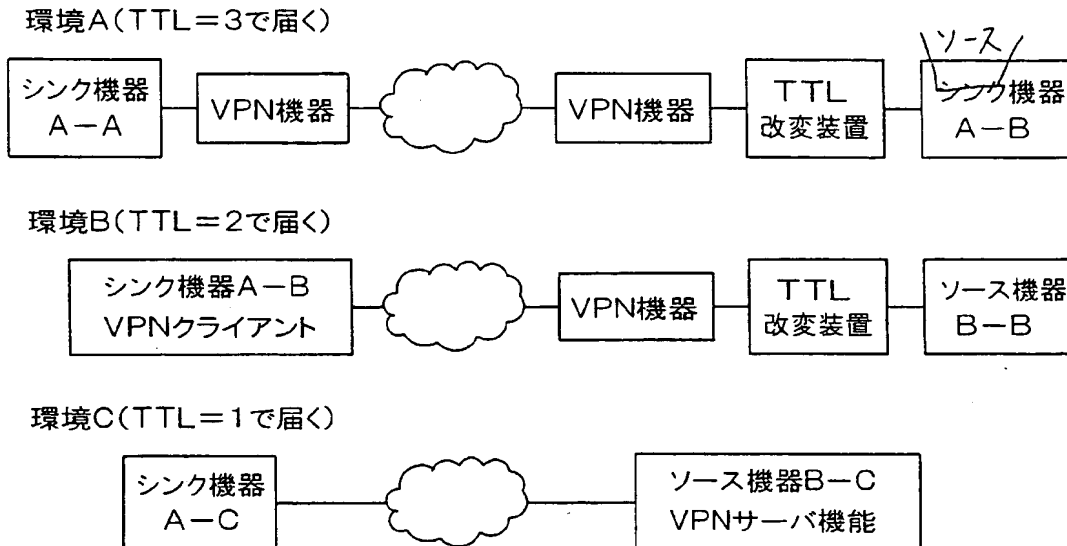 環境A(TTL=3で届く)
ソース
シンク機器
A-A
VPN機器
VPN機器
TTL
改変装置
シンク機器
A-B
環境B(TTL=2で届く)
シンク機器A-B
VPNクライアント
VPN機器
TTL
改変装置
ソース機器
B-B
環境C(TTL=1で届く)
シンク機器
A-C
ソース機器B-C
VPNサーバ機能